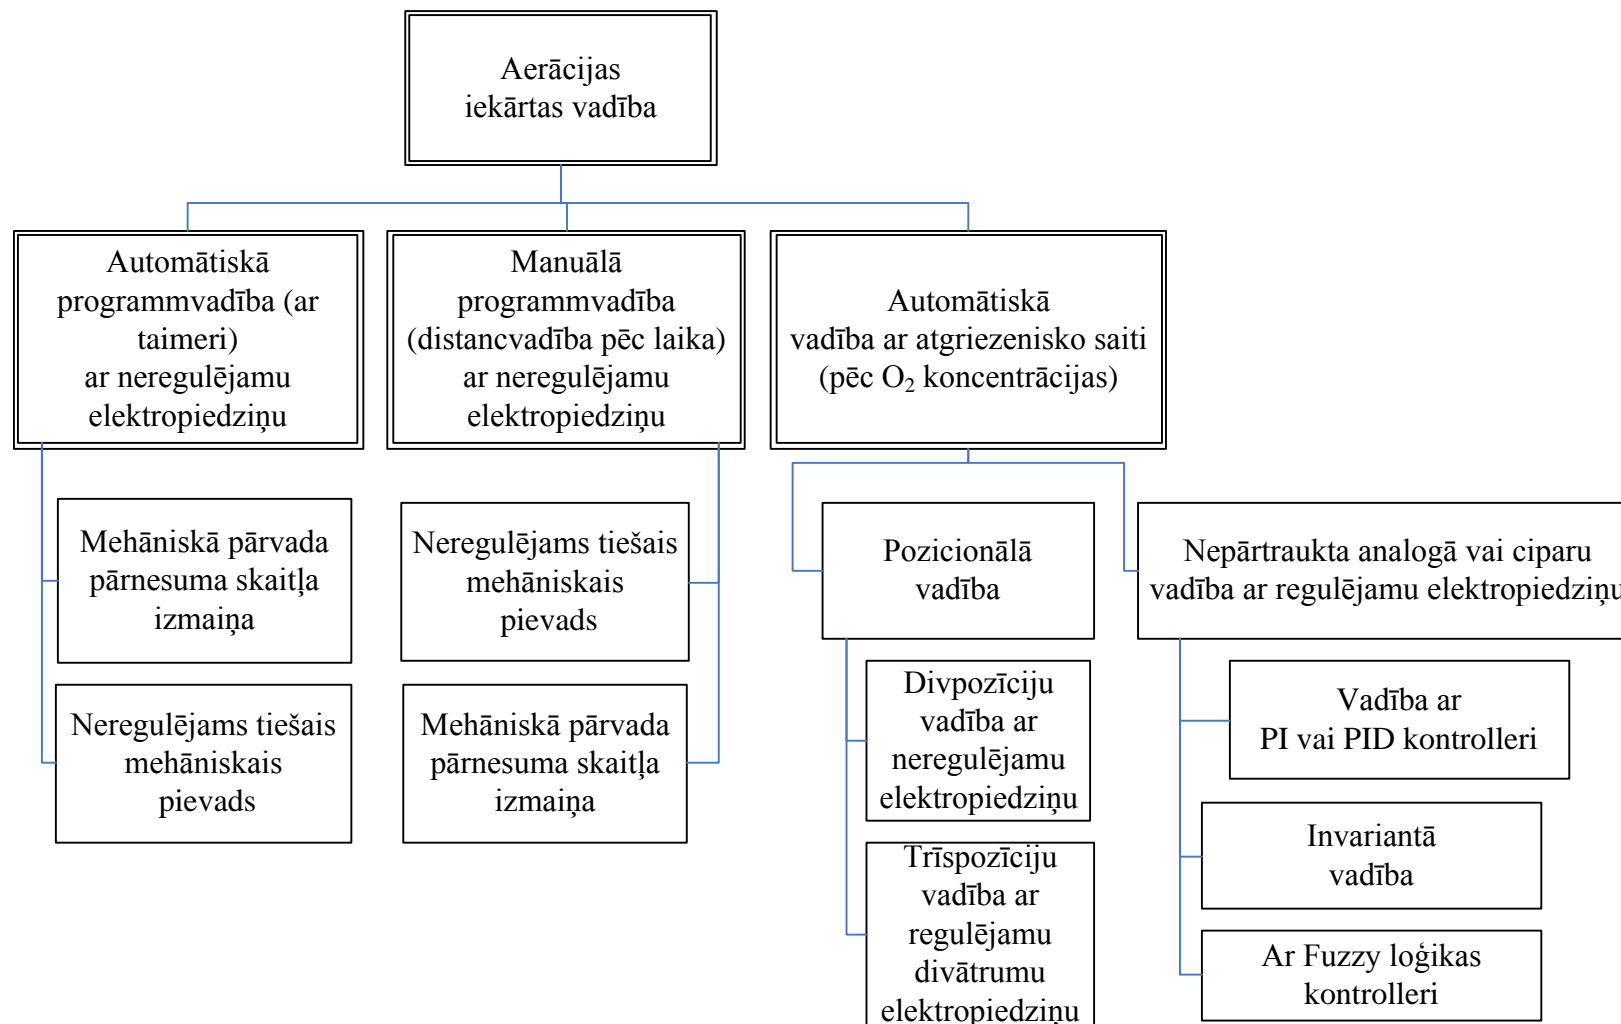 Aerācijas
iekārtas vadība
Automātiskā
programmvadība (ar
taimeri)
ar neregulējamu
elektropiedziņu
Manuālā
programmvadība
(distancvadība pēc laika)
ar neregulējamu
elektropiedziņu
Automātiskā
vadība ar atgriezenisko saiti
(pēc O₂ koncentrācijas)
Mehāniskā pārvada
pārnesuma skaitļa
izmaiņa
Neregulējams tiešais
mehāniskais
pievads
Neregulējams tiešais
mehāniskais
pievads
Mehāniskā pārvada
pārnesuma skaitļa
izmaiņa
Pozicionālā
vadība
Divpozīciju
vadība ar
neregulējamu
elektropiedziņu
Trīspozīciju
vadība ar
regulējamu
divātrumu
elektropiedziņu
Nepārtraukta analogā vai ciparu
vadība ar regulējamu elektropiedziņu
Vadība ar
PI vai PID kontrolleri
Invariantā
vadība
Ar Fuzzy loģikas
kontrolleri